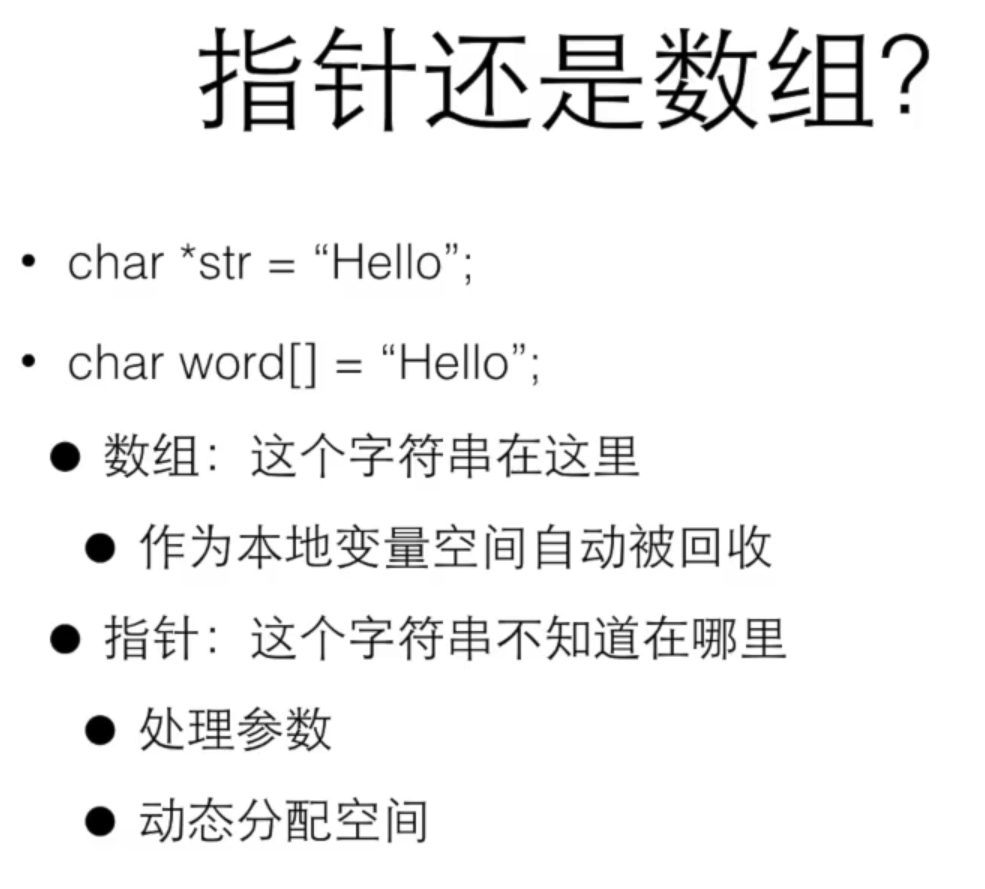 指针还是数组?
• char *str = “Hello”;
• char word[] = “Hello”;
● 数组：这个字符串在这里
● 作为本地变量空间自动被回收
● 指针：这个字符串不知道在哪里
● 处理参数
● 动态分配空间